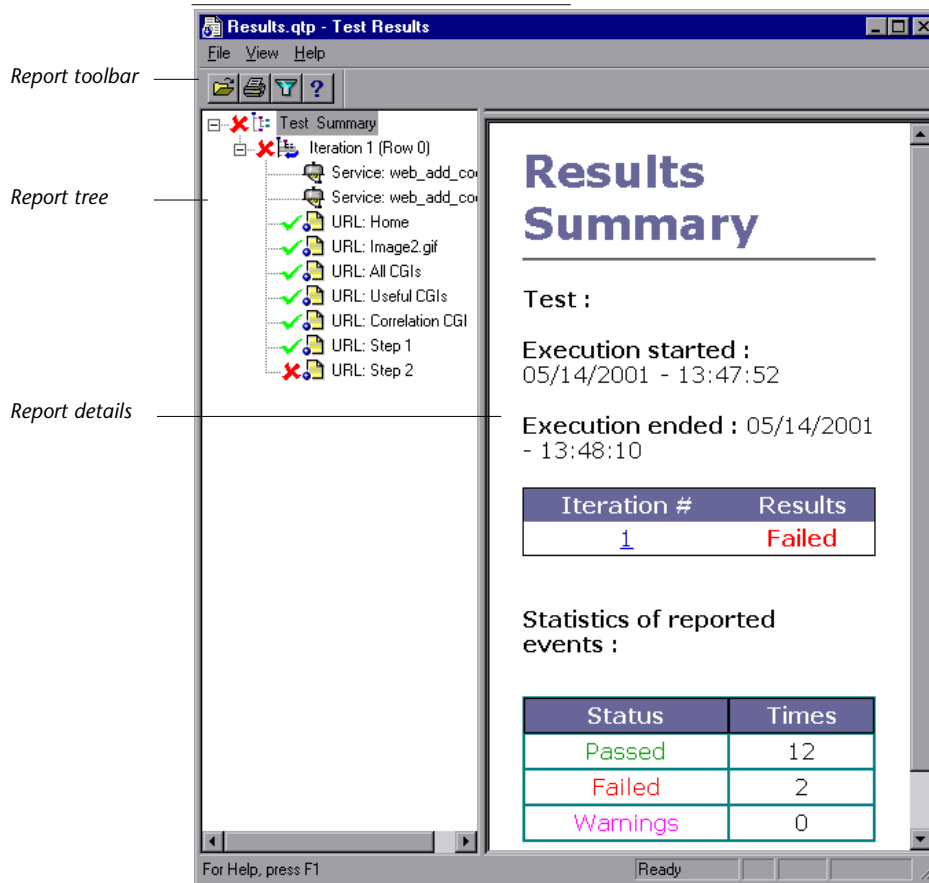 Results.qtp - Test Results
File View Help
Report toolbar
?
Test Summary
Iteration 1 (Row 0)
Service: web_add_co
Service: web_add_co
Report tree
URL: Home
URL: Image2.gif
URL: All CGIs
URL: Useful CGIs
URL: Correlation CGI
URL: Step 1
URL: Step 2
Report details
Results
Summary
Test :
Execution started :
05/14/2001 - 13:47:52
Execution ended : 05/14/2001
- 13:48:10
Iteration # Results
1 Failed
Statistics of reported
events :
Status Times
Passed 12
Failed 2
Warnings 0
For Help, press F1
Ready